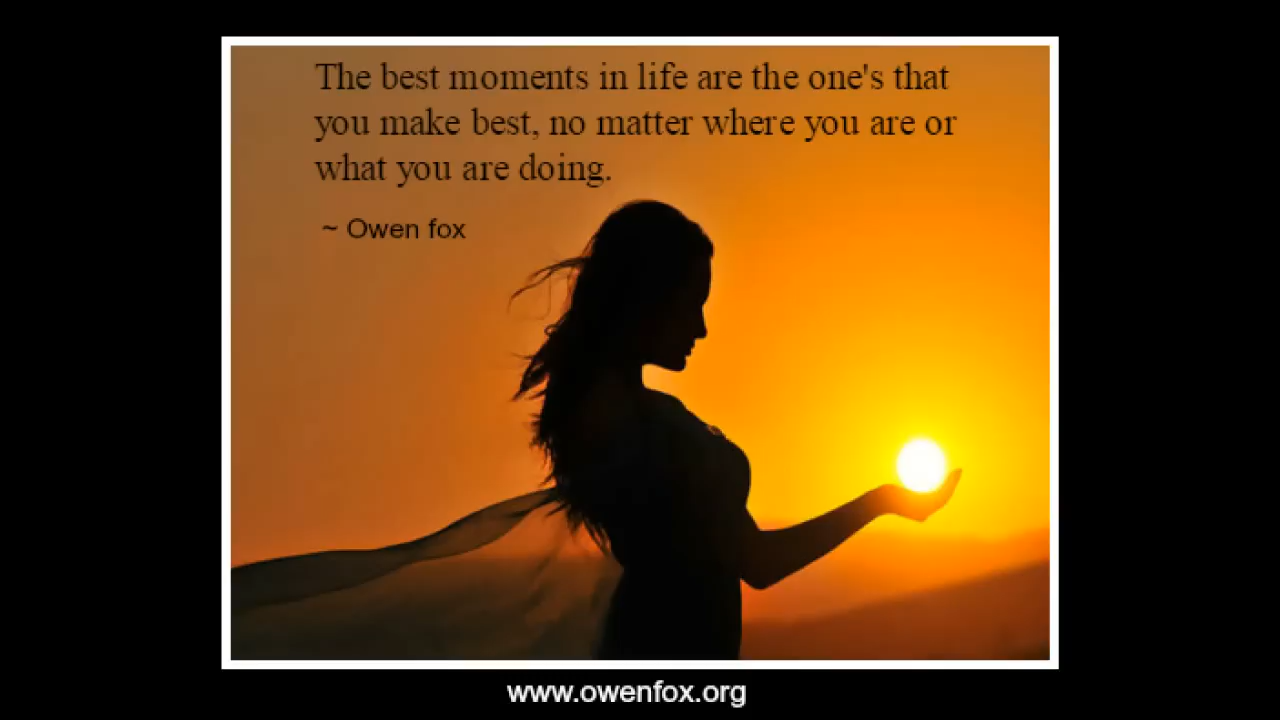 The best moments in life are the one's that
you make best, no matter where you are or
what you are doing.
~ Owen fox
www.owenfox.org